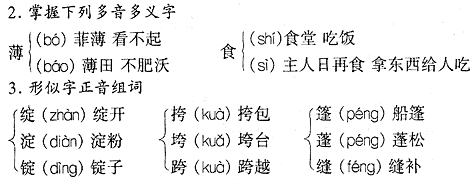 2.掌握下列多音多义字
薄 (bó)菲薄 看不起 食 (shí)食堂 吃饭
(báo)薄田 不肥沃 (sì)主人日再食 拿东西给人吃
3.形似字正音组词
绽(zhàn)绽开 挎(kuà)挎包 篷(péng)船篷
淀(diàn)淀粉 垮(kuǎ)垮台 蓬(péng)蓬松
锭(dìng)锭子 跨(kuà)跨越 缝(féng)缝补